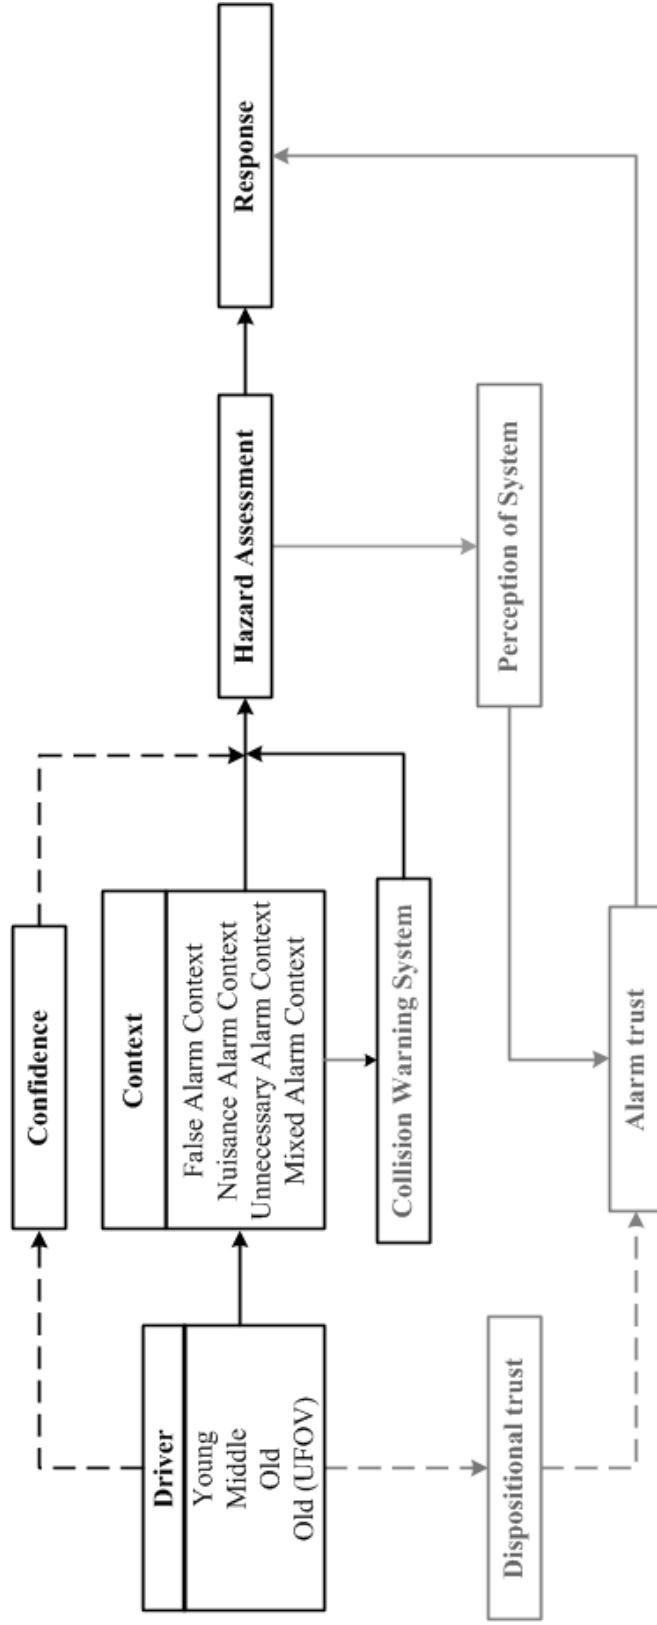 Driver
Young
Middle
Old
Old (UFOV)
Confidence
Context
False Alarm Context
Nuisance Alarm Context
Unnecessary Alarm Context
Mixed Alarm Context
Collision Warning System
Hazard Assessment
Response
Dispositional trust
Alarm trust
Perception of System